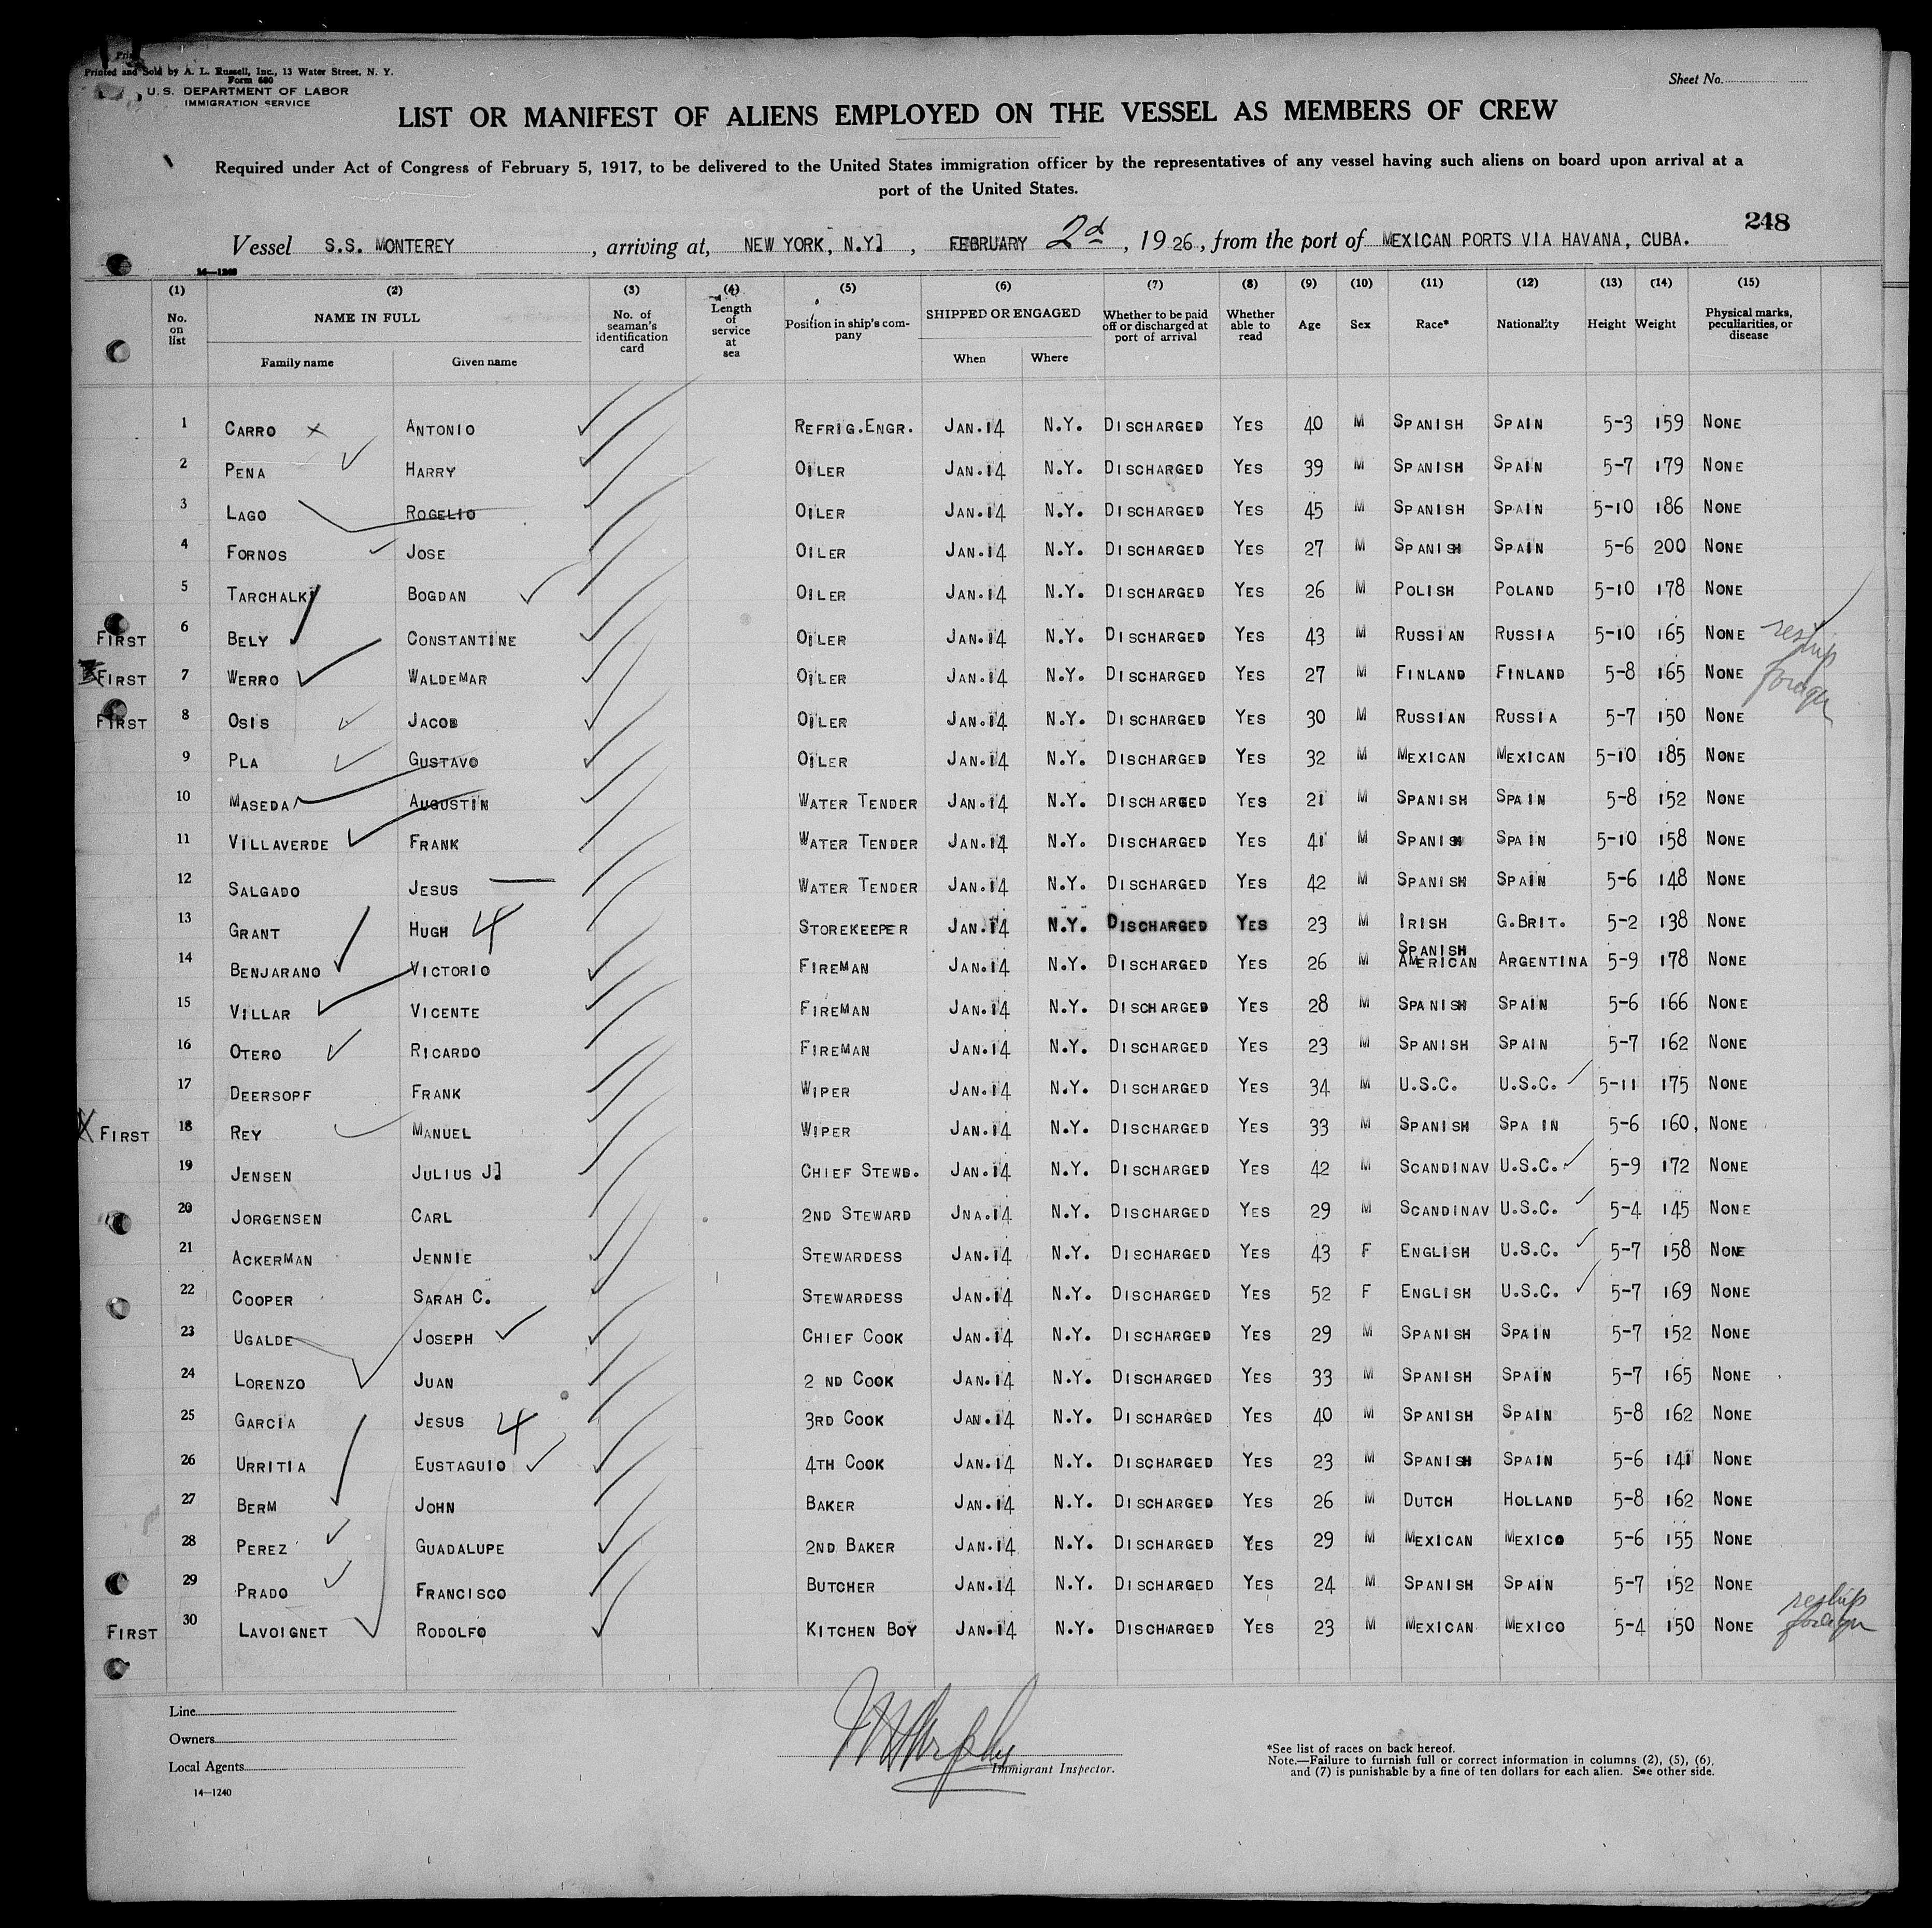 Printed and Sold by A. L. Russell, Inc., 13 Water Street, N. Y.
Form 680
U. S. DEPARTMENT OF LABOR
IMMIGRATION SERVICE
Sheet No.
LIST OR MANIFEST OF ALIENS EMPLOYED ON THE VESSEL AS MEMBERS OF CREW
Required under Act of Congress of February 5, 1917, to be delivered to the United States immigration officer by the representatives of any vessel having such aliens on board upon arrival at a
port of the United States.
248
Vessel S.S. MONTEREY, arriving at, NEW YORK, N.Y., FEBRUARY 2d, 1926, from the port of MEXICAN PORTS VIA HAVANA, CUBA.
14—1240
(1) (2) (3) (4) (5) (6) (7) (8) (9) (10) (11) (12) (13) (14) (15)
No. on list NAME IN FULL Family name Given name No. of seaman's identification card Length of service at sea Position in ship's company SHIPPED OR ENGAGED When Where Whether to be paid off or discharged at port of arrival Whether able to read Age Sex Race* Nationality Height Weight Physical marks, peculiarities, or disease
1 CARRO ANTONIO REFRIG.ENGR. JAN.14 N.Y. DISCHARGED YES 40 M SPANISH SPAIN 5-3 159 NONE
2 PENA HARRY OILER JAN.14 N.Y. DISCHARGED YES 39 M SPANISH SPAIN 5-7 179 NONE
3 LAGO ROGELIO OILER JAN.14 N.Y. DISCHARGED YES 45 M SPANISH SPAIN 5-10 186 NONE
4 FORNOS JOSE OILER JAN.14 N.Y. DISCHARGED YES 27 M SPANISH SPAIN 5-6 200 NONE
5 TARCHALKI BOGDAN OILER JAN.14 N.Y. DISCHARGED YES 26 M POLISH POLAND 5-10 178 NONE
FIRST 6 BELY CONSTANTINE OILER JAN.14 N.Y. DISCHARGED YES 43 M RUSSIAN RUSSIA 5-10 165 NONE reship
FIRST 7 WERRO WALDEMAR OILER JAN.14 N.Y. DISCHARGED YES 27 M FINLAND FINLAND 5-8 165 NONE foreign
FIRST 8 OSIS JACOB OILER JAN.14 N.Y. DISCHARGED YES 30 M RUSSIAN RUSSIA 5-7 150 NONE
9 PLA GUSTAVO OILER JAN.14 N.Y. DISCHARGED YES 32 M MEXICAN MEXICAN 5-10 185 NONE
10 MASEDA AUGUSTIN WATER TENDER JAN.14 N.Y. DISCHARGED YES 21 M SPANISH SPAIN 5-8 152 NONE
11 VILLAVERDE FRANK WATER TENDER JAN.14 N.Y. DISCHARGED YES 41 M SPANISH SPAIN 5-10 158 NONE
12 SALGADO JESUS WATER TENDER JAN.14 N.Y. DISCHARGED YES 42 M SPANISH SPAIN 5-6 148 NONE
13 GRANT HUGH 4 STOREKEEPER JAN.14 N.Y. DISCHARGED YES 23 M IRISH G.BRIT. 5-2 138 NONE
14 BENJARANO VICTORIO FIREMAN JAN.14 N.Y. DISCHARGED YES 26 M SPANISH AMERICAN ARGENTINA 5-9 178 NONE
15 VILLAR VICENTE FIREMAN JAN.14 N.Y. DISCHARGED YES 28 M SPANISH SPAIN 5-6 166 NONE
16 OTERO RICARDO FIREMAN JAN.14 N.Y. DISCHARGED YES 23 M SPANISH SPAIN 5-7 162 NONE
17 DEERSOPF FRANK WIPER JAN.14 N.Y. DISCHARGED YES 34 M U.S.C. U.S.C. 5-11 175 NONE
X FIRST 18 REY MANUEL WIPER JAN.14 N.Y. DISCHARGED YES 33 M SPANISH SPA IN 5-6 160, NONE
19 JENSEN JULIUS J. CHIEF STEWD. JAN.14 N.Y. DISCHARGED YES 42 M SCANDINAV U.S.C. 5-9 172 NONE
20 JORGENSEN CARL 2ND STEWARD JNA.14 N.Y. DISCHARGED YES 29 M SCANDINAV U.S.C. 5-4 145 NONE
21 ACKERMAN JENNIE STEWARDESS JAN.14 N.Y. DISCHARGED YES 43 F ENGLISH U.S.C. 5-7 158 NONE
22 COOPER SARAH C. STEWARDESS JAN.14 N.Y. DISCHARGED YES 52 F ENGLISH U.S.C. 5-7 169 NONE
23 UGALDE JOSEPH CHIEF COOK JAN.14 N.Y. DISCHARGED YES 29 M SPANISH SPAIN 5-7 152 NONE
24 LORENZO JUAN 2 ND COOK JAN.14 N.Y. DISCHARGED YES 33 M SPANISH SPAIN 5-7 165 NONE
25 GARCIA JESUS 4 3RD COOK JAN.14 N.Y. DISCHARGED YES 40 M SPANISH SPAIN 5-8 162 NONE
26 URRITIA EUSTAGUIO 4TH COOK JAN.14 N.Y. DISCHARGED YES 23 M SPANISH SPAIN 5-6 141 NONE
27 BERM JOHN BAKER JAN.14 N.Y. DISCHARGED YES 26 M DUTCH HOLLAND 5-8 162 NONE
28 PEREZ GUADALUPE 2ND BAKER JAN.14 N.Y. DISCHARGED YES 29 M MEXICAN MEXICO 5-6 155 NONE
29 PRADO FRANCISCO BUTCHER JAN.14 N.Y. DISCHARGED YES 24 M SPANISH SPAIN 5-7 152 NONE
FIRST 30 LAVOIGNET RODOLFO KITCHEN BOY JAN.14 N.Y. DISCHARGED YES 23 M MEXICAN MEXICO 5-4 150 NONE reship foreign
Line
Owners
Local Agents
14—1240
Murphy
Immigrant Inspector.
*See list of races on back hereof.
Note.—Failure to furnish full or correct information in columns (2), (5), (6),
and (7) is punishable by a fine of ten dollars for each alien. See other side.